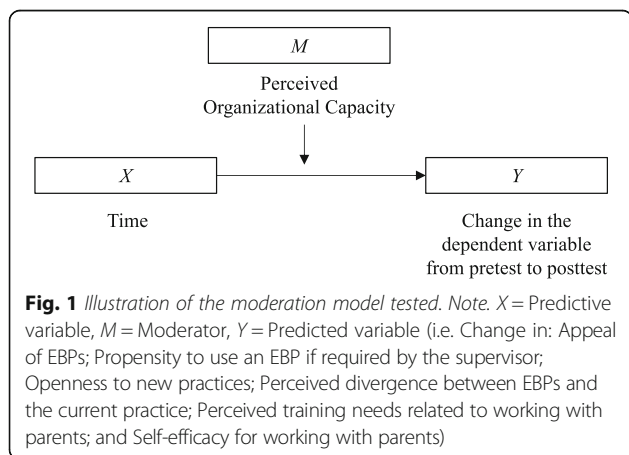 M
Perceived
Organizational Capacity
X
Y
Time
Change in the
dependent variable
from pretest to posttest
Fig. 1 Illustration of the moderation model tested. Note. X = Predictive
variable, M = Moderator, Y = Predicted variable (i.e. Change in: Appeal
of EBPs; Propensity to use an EBP if required by the supervisor;
Openness to new practices; Perceived divergence between EBPs and
the current practice; Perceived training needs related to working with
parents; and Self-efficacy for working with parents)